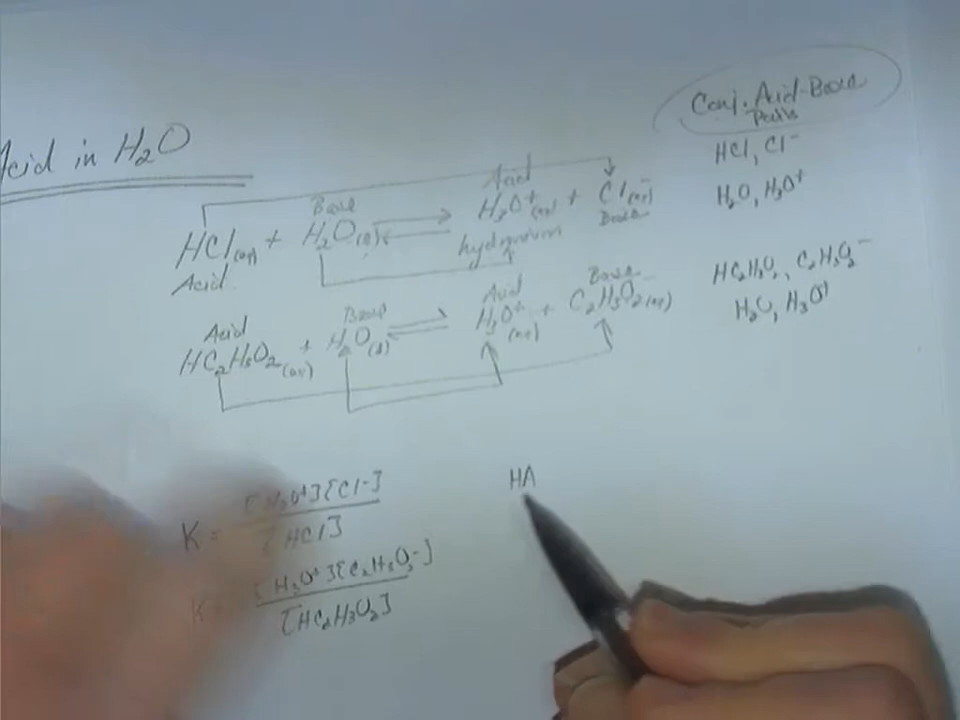 Acid in H₂O
Conj. Acid-Base
Pairs
HCl, Cl⁻
H₂O, H₃O⁺
HC₂H₃O₂, C₂H₃O₂⁻
H₂O, H₃O⁺
Base Acid
HCl(aq) + H₂O(l) ⇌ H₃O⁺(aq) + Cl⁻(aq)
Acid hydronium Base
Acid Base Acid Base
HC₂H₃O₂(aq) + H₂O(l) ⇌ H₃O⁺(aq) + C₂H₃O₂⁻(aq)
K = [H₃O⁺][Cl⁻]
[HCl]
K = [H₃O⁺][C₂H₃O₂⁻]
[HC₂H₃O₂]
HA